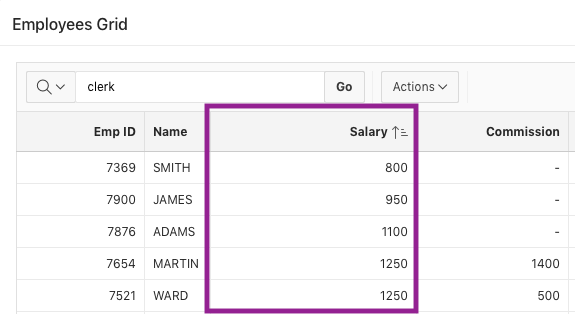 Employees Grid
clerk Go Actions
Emp ID Name Salary Commission
7369 SMITH 800 -
7900 JAMES 950 -
7876 ADAMS 1100 -
7654 MARTIN 1250 1400
7521 WARD 1250 500